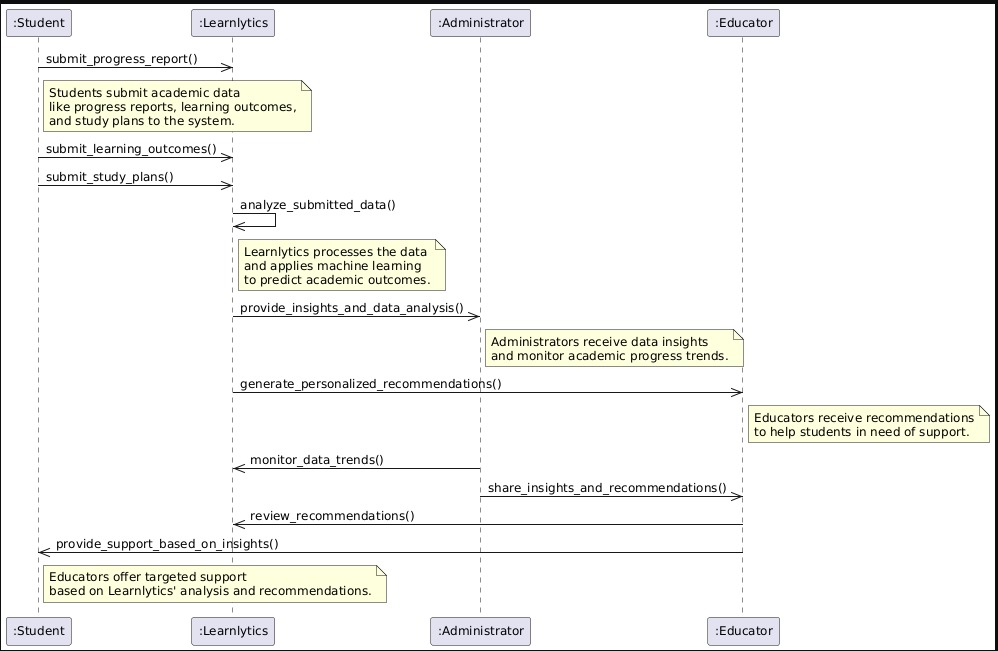 :Student :Learnlytics :Administrator :Educator
submit_progress_report()
Students submit academic data
like progress reports, learning outcomes,
and study plans to the system.
submit_learning_outcomes()
submit_study_plans()
analyze_submitted_data()
Learnlytics processes the data
and applies machine learning
to predict academic outcomes.
provide_insights_and_data_analysis()
Administrators receive data insights
and monitor academic progress trends.
generate_personalized_recommendations()
Educators receive recommendations
to help students in need of support.
monitor_data_trends()
share_insights_and_recommendations()
review_recommendations()
provide_support_based_on_insights()
Educators offer targeted support
based on Learnlytics' analysis and recommendations.
:Student :Learnlytics :Administrator :Educator